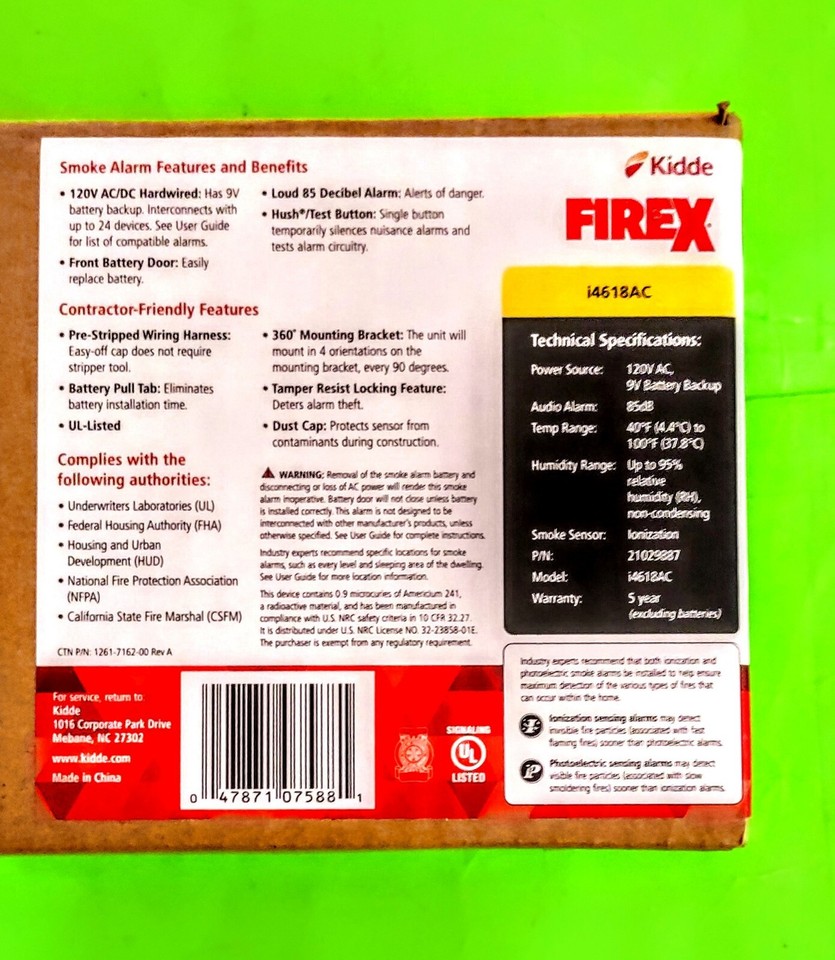 Smoke Alarm Features and Benefits
• 120V AC/DC Hardwired: Has 9V
battery backup. Interconnects with
up to 24 devices. See User Guide
for list of compatible alarms.
• Front Battery Door: Easily
replace battery.
• Loud 85 Decibel Alarm: Alerts of danger.
• Hush®/Test Button: Single button
temporarily silences nuisance alarms and
tests alarm circuitry.
Contractor-Friendly Features
• Pre-Stripped Wiring Harness:
Easy-off cap does not require
stripper tool.
• Battery Pull Tab: Eliminates
battery installation time.
• UL-Listed
• 360° Mounting Bracket: The unit will
mount in 4 orientations on the
mounting bracket, every 90 degrees.
• Tamper Resist Locking Feature:
Deters alarm theft.
• Dust Cap: Protects sensor from
contaminants during construction.
Complies with the
following authorities:
• Underwriters Laboratories (UL)
• Federal Housing Authority (FHA)
• Housing and Urban
Development (HUD)
• National Fire Protection Association
(NFPA)
• California State Fire Marshal (CSFM)
CTN P/N: 1261-7162-00 Rev A
WARNING: Removal of the smoke alarm battery and
disconnecting or loss of AC power will render this smoke
alarm inoperative. Battery door will not close unless battery
is installed correctly. This alarm is not designed to be
interconnected with other manufacturer's products, unless
otherwise specified. See User Guide for complete instructions.
Industry experts recommend specific locations for smoke
alarms, such as every level and sleeping area of the dwelling.
See User Guide for more location information.
This device contains 0.9 microcuries of Americium 241,
a radioactive material, and has been manufactured in
compliance with U.S. NRC safety criteria in 10 CFR 32.27.
It is distributed under U.S. NRC License NO. 32-23858-01E.
The purchaser is exempt from any regulatory requirement.
Kidde
FIREX
i4618AC
Technical Specifications:
Power Source: 120V AC,
9V Battery Backup
Audio Alarm: 85dB
Temp Range: 40°F (4.4°C) to
100°F (37.8°C)
Humidity Range: Up to 95%
relative
humidity (RH),
non-condensing
Smoke Sensor: Ionization
P/N: 21029887
Model: i4618AC
Warranty: 5 year
(excluding batteries)
Industry experts recommend that both ionization and
photoelectric smoke alarms be installed to help ensure
maximum detection of the various types of fires that
can occur within the home.
I
Ionization sensing alarms may detect
invisible fire particles (associated with fast
flaming fires) sooner than photoelectric alarms.
P
Photoelectric sensing alarms may detect
visible fire particles (associated with slow
smoldering fires) sooner than ionization alarms.
For service, return to:
Kidde
1016 Corporate Park Drive
Mebane, NC 27302
www.kidde.com
Made in China
0 47871 07588 1
SIGNALING
UL
LISTED